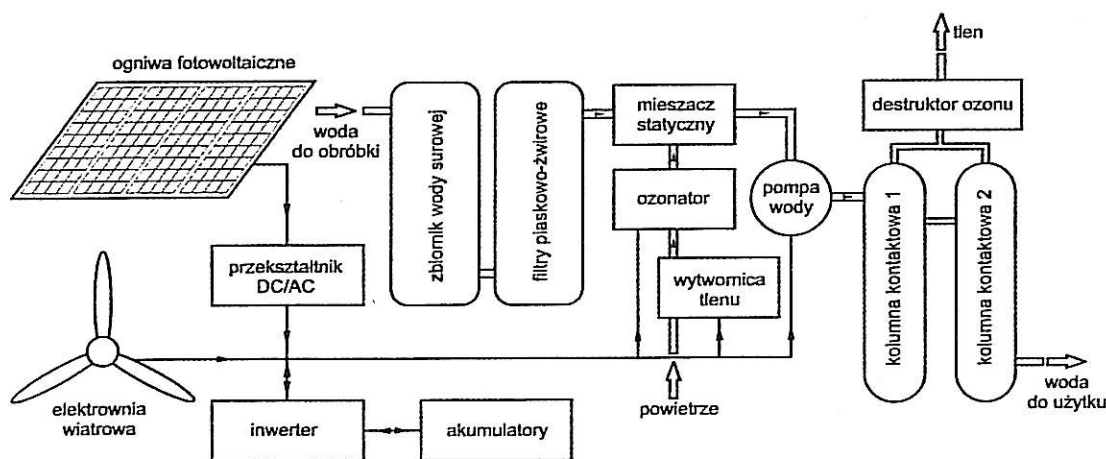 ogniwa fotowoltaiczne
woda
do obróbki
zbiornik wody surowej
filtry piaskowo-żwirowe
mieszacz
statyczny
ozonator
wytwornica
tlenu
powietrze
pompa
wody
tlen
destruktor ozonu
kolumna kontaktowa 1
kolumna kontaktowa 2
woda
do użytku
przekształtnik
DC/AC
elektrownia
wiatrowa
inwerter
akumulatory